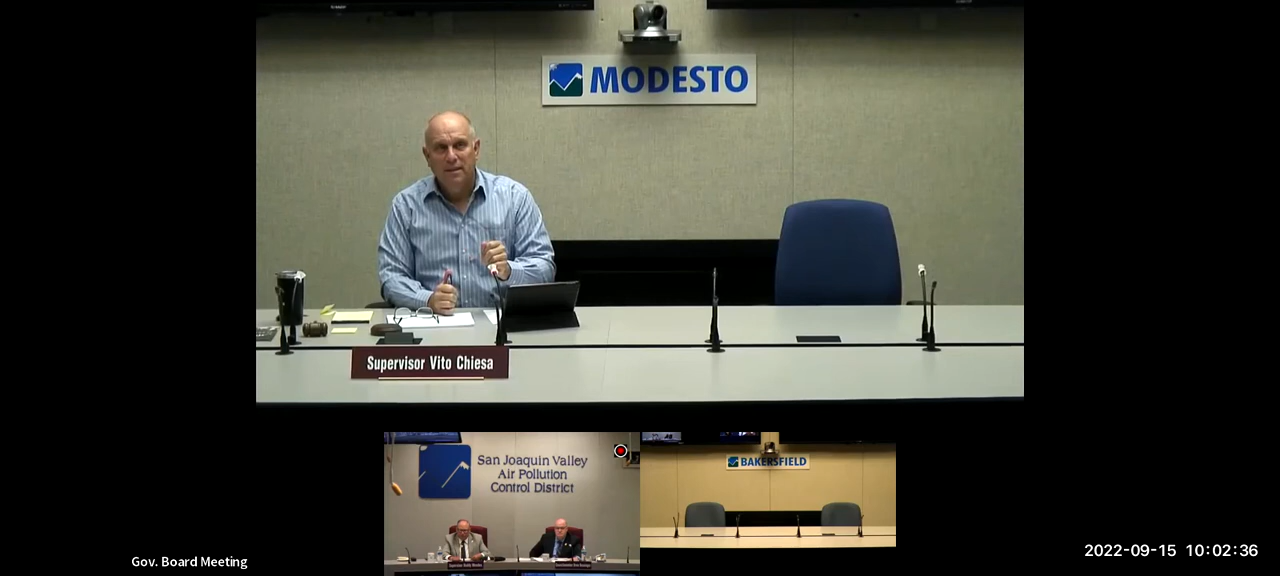 MODESTO
Supervisor Vito Chiesa
San Joaquin Valley
Air Pollution
Control District
BAKERSFIELD
Gov. Board Meeting
2022-09-15 10:02:36